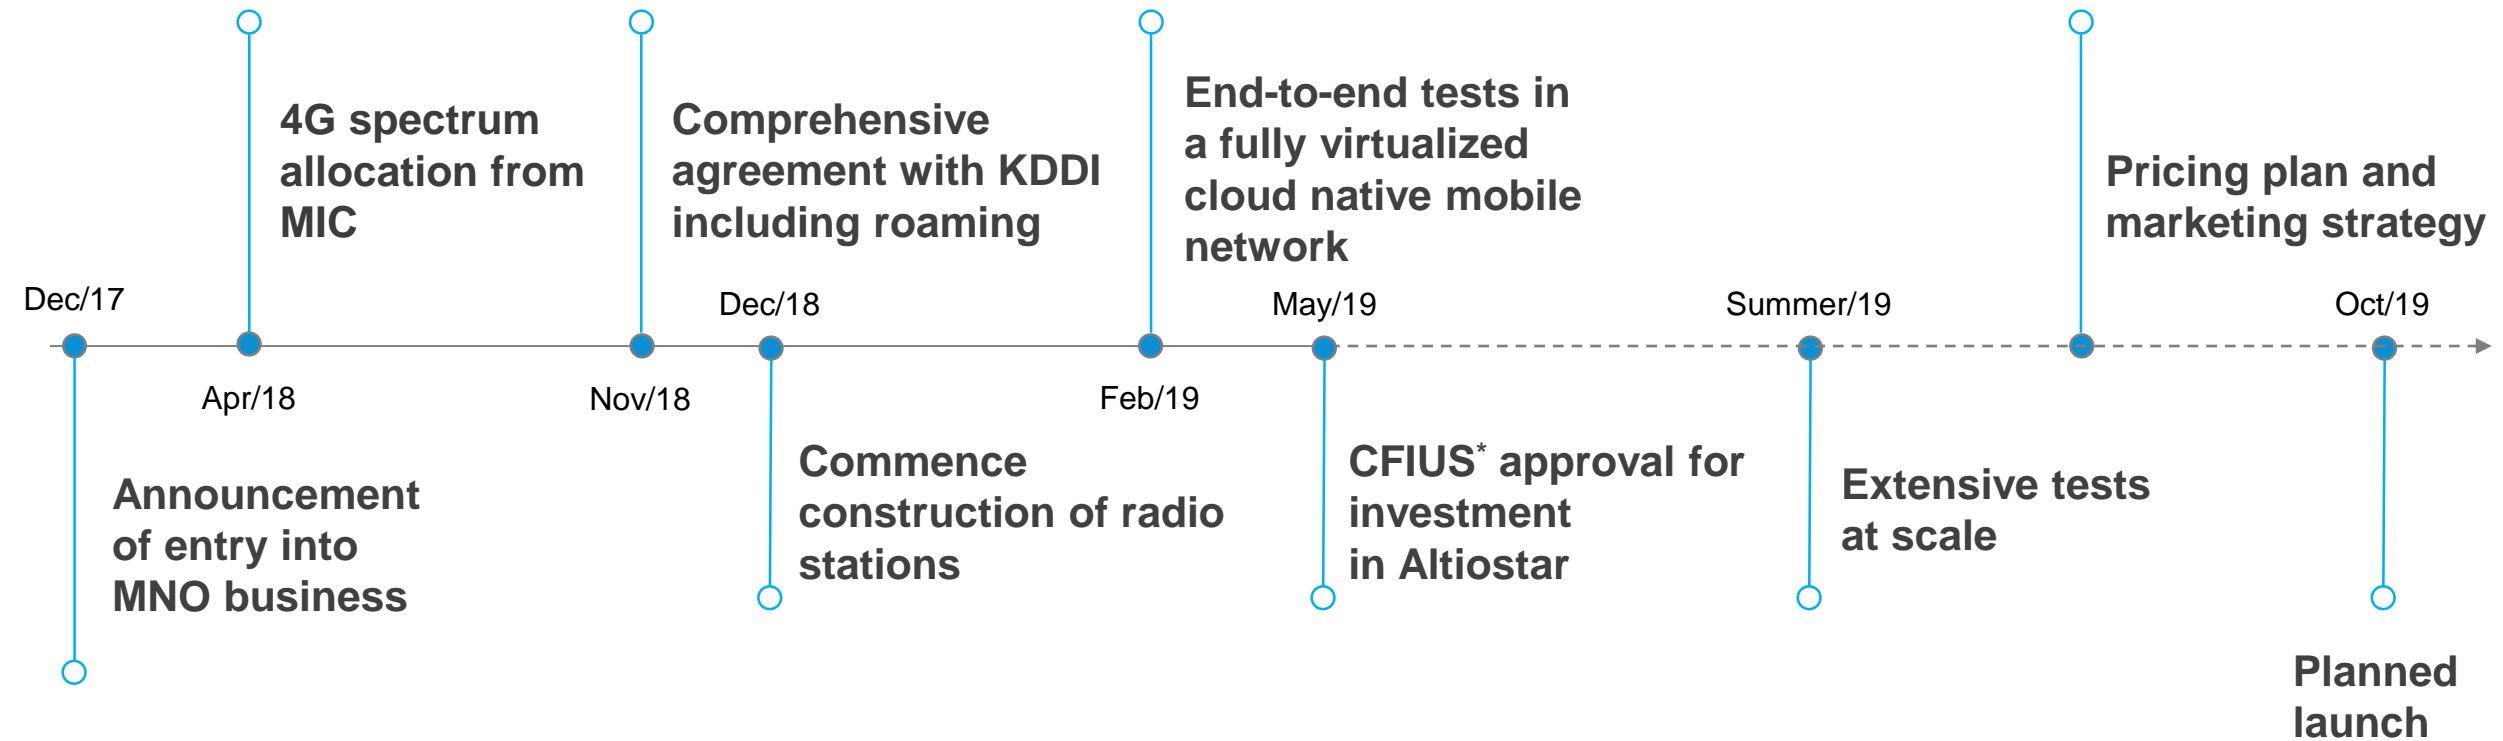 4G spectrum
allocation from
MIC
Comprehensive
agreement with KDDI
including roaming
End-to-end tests in
a fully virtualized
cloud native mobile
network
Pricing plan and
marketing strategy
Dec/17
Dec/18
May/19
Summer/19
Oct/19
Apr/18
Nov/18
Feb/19
Announcement
of entry into
MNO business
Commence
construction of radio
stations
CFIUS* approval for
investment
in Altiostar
Extensive tests
at scale
Planned
launch